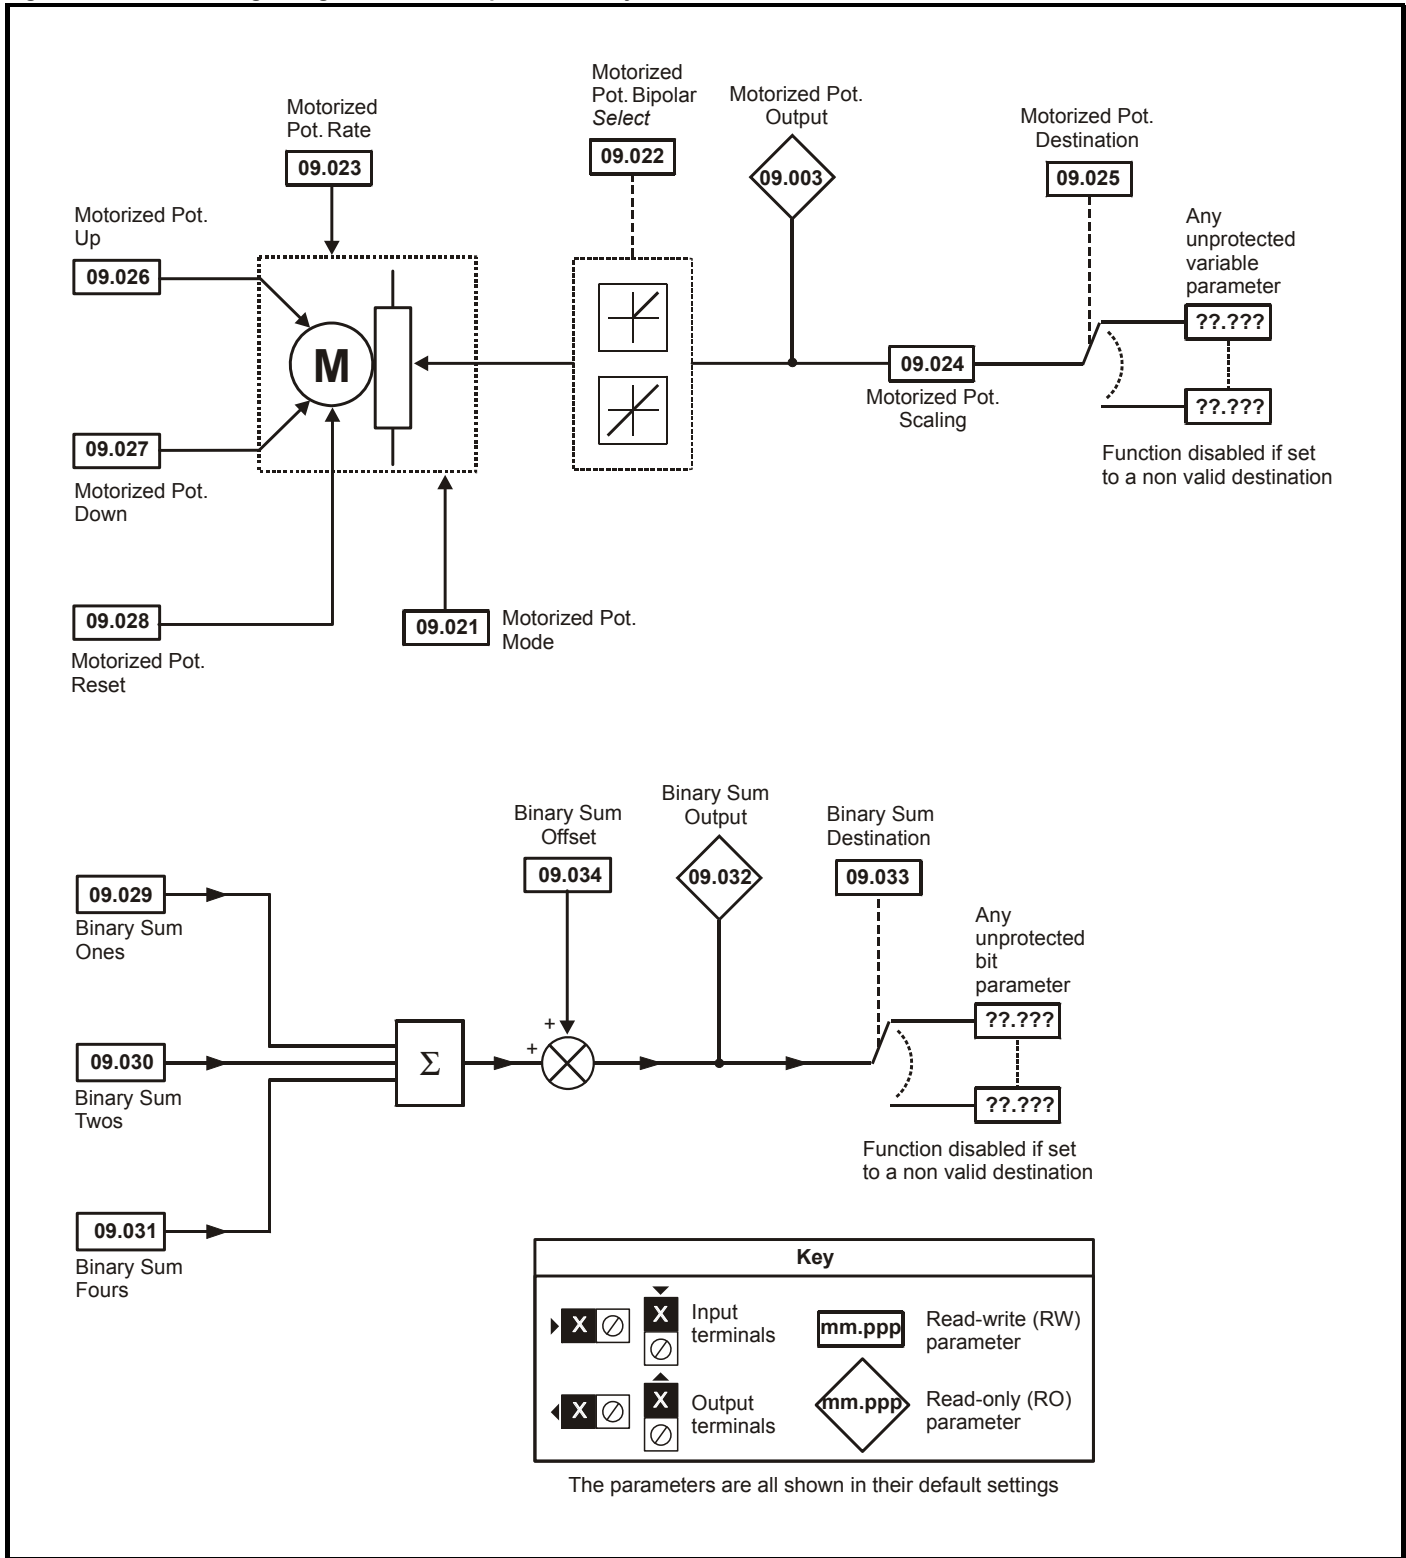 Motorized
Pot. Rate
09.023
Motorized
Pot. Bipolar
Select
09.022
Motorized Pot.
Output
09.003
Motorized Pot.
Destination
09.025
Motorized Pot.
Up
09.026
Any
unprotected
variable
parameter
??.???
M
09.024
Motorized Pot.
Scaling
??.???
09.027
Motorized Pot.
Down
Function disabled if set
to a non valid destination
09.028
Motorized Pot.
Reset
09.021
Motorized Pot.
Mode
Binary Sum
Offset
09.034
Binary Sum
Output
09.032
Binary Sum
Destination
09.033
09.029
Binary Sum
Ones
Any
unprotected
bit
parameter
??.???
+
+
Σ
09.030
Binary Sum
Twos
??.???
Function disabled if set
to a non valid destination
09.031
Binary Sum
Fours
Key
X
X
Input
terminals
mm.ppp
Read-write (RW)
parameter
X
X
Output
terminals
mm.ppp
Read-only (RO)
parameter
The parameters are all shown in their default settings